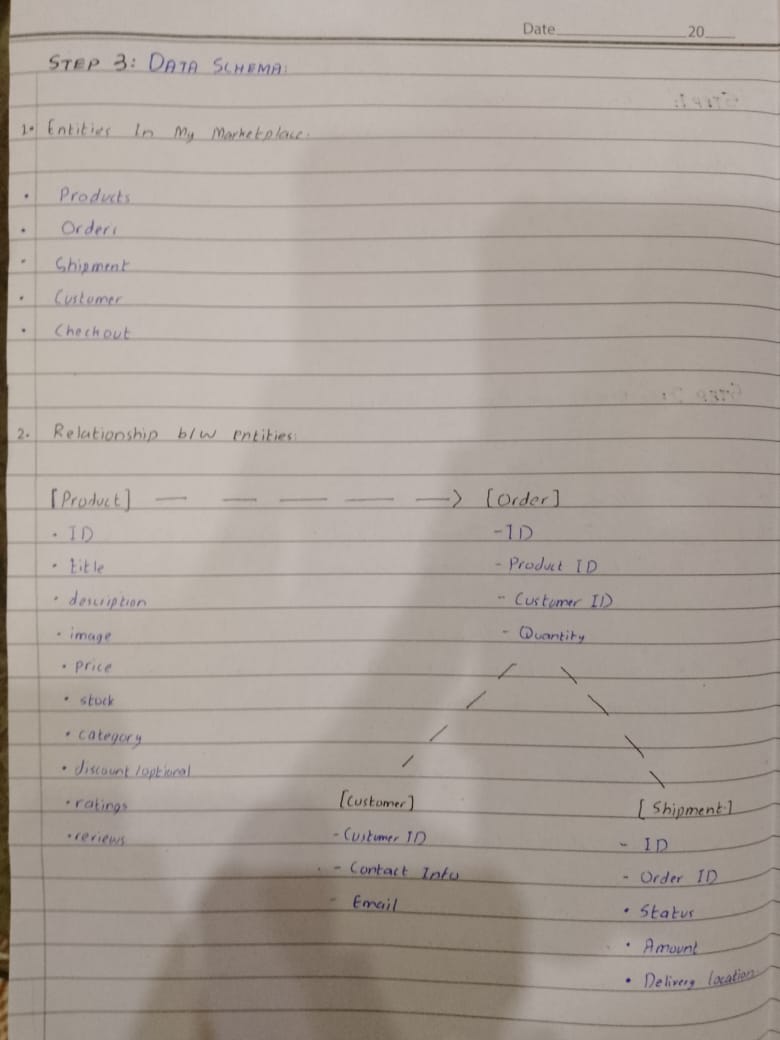 Date 20
STEP 3: DATA SCHEMA:
1. Entities In My Marketplace.
• Products
• Orders
• Shipment
• Customer
• Checkout
2. Relationship b/w entities:
[Product] — — — — —> [Order]
• ID
• title
• description
• image
• price
• stock
• category
• discount (optional
• ratings
• reviews
- ID
- Product ID
- Customer ID
- Quantity
[Customer]
- Customer ID
- Contact Info
- Email
[Shipment]
- ID
- Order ID
• Status
• Amount
• Delivery location